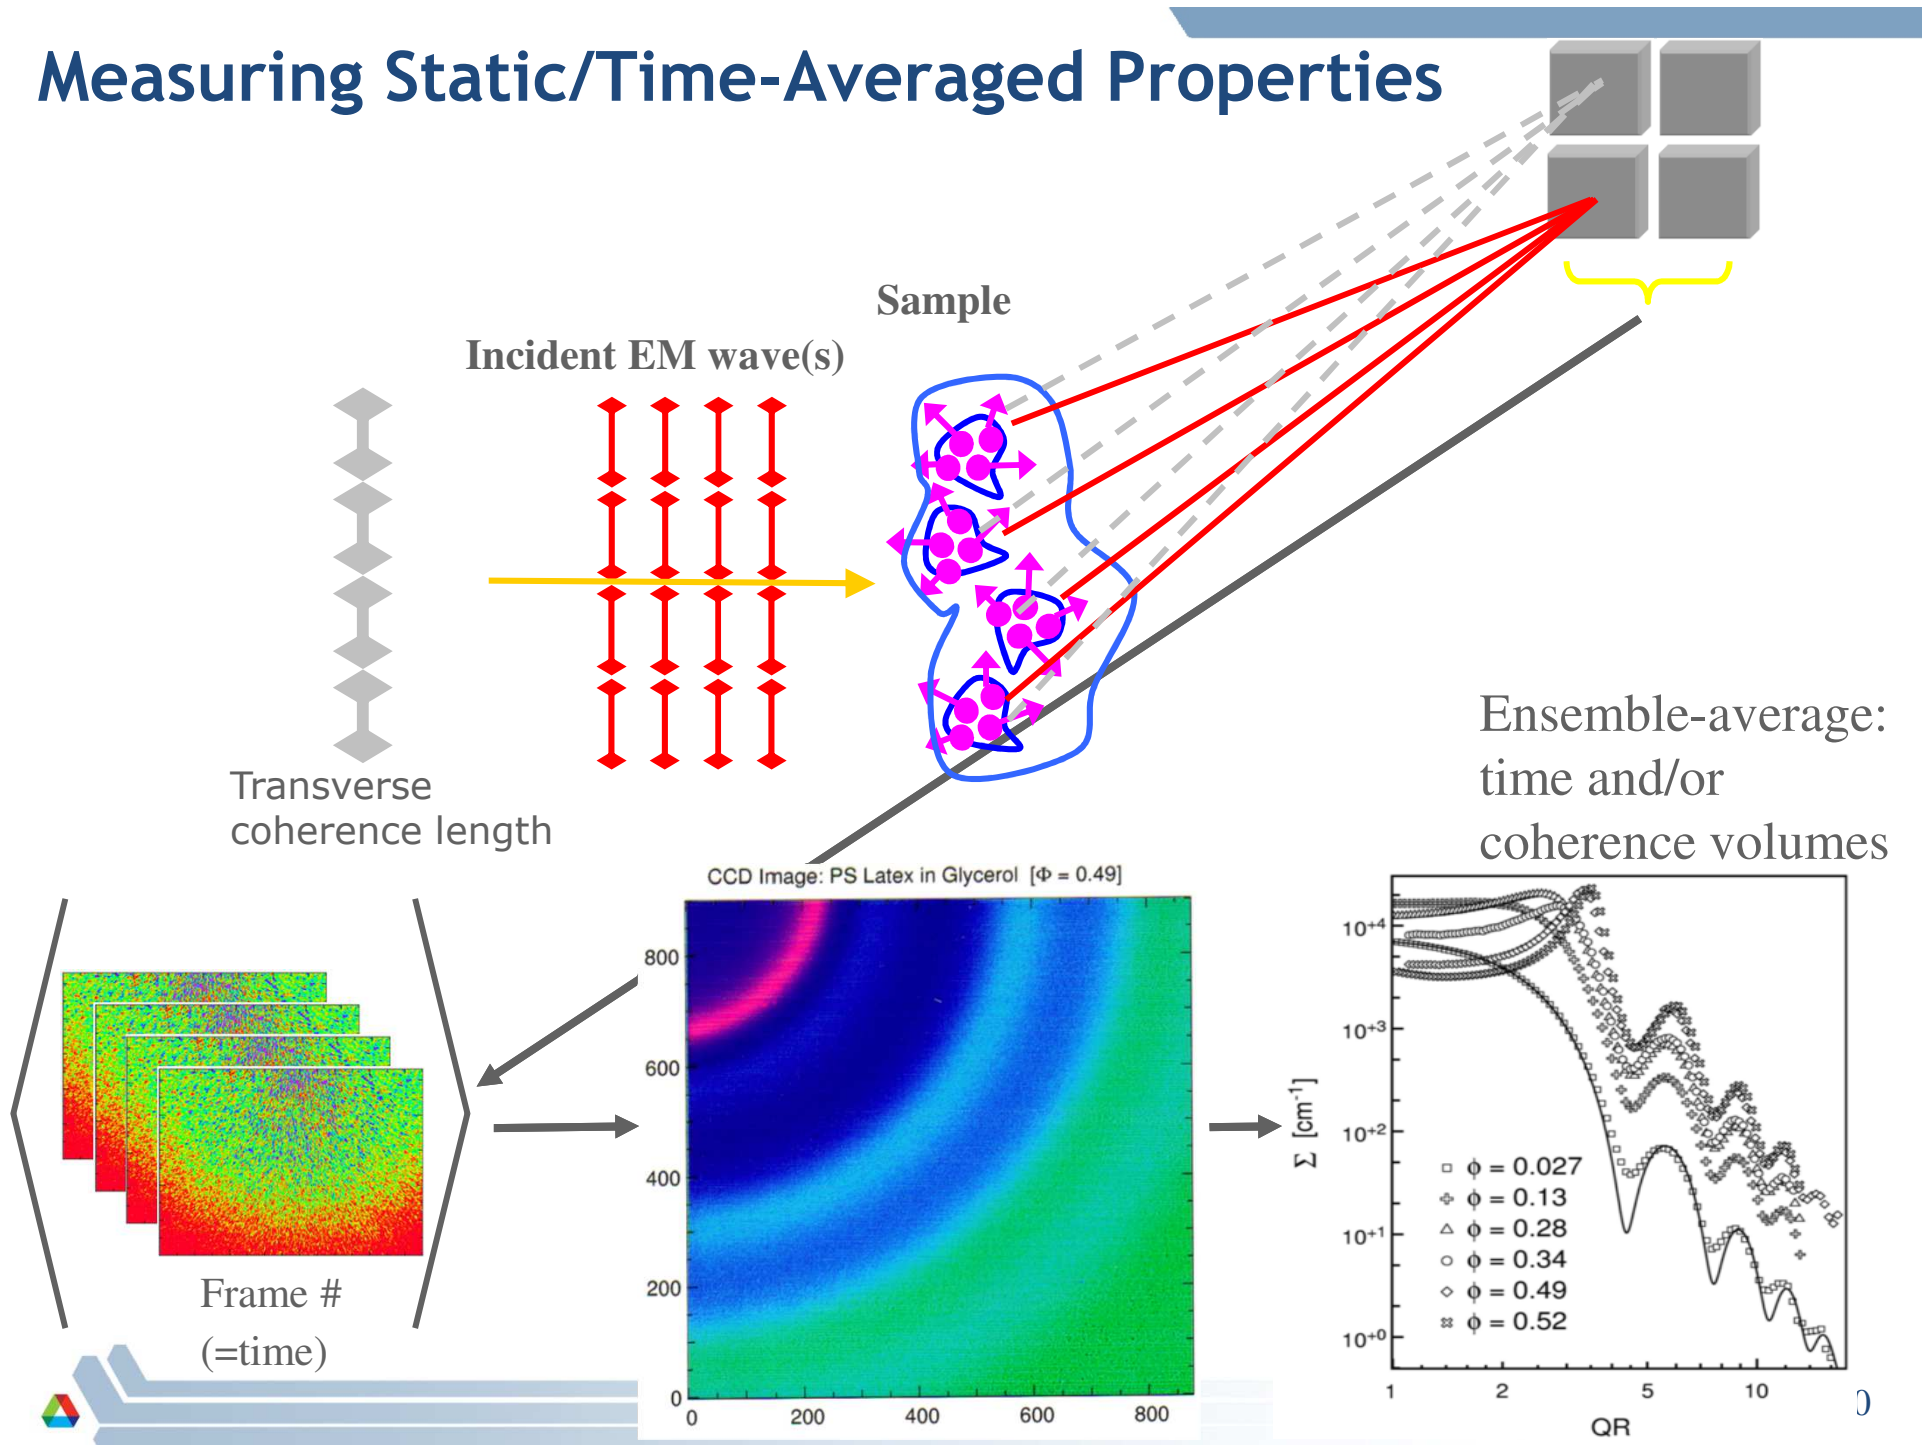 Measuring Static/Time-Averaged Properties
Sample
Incident EM wave(s)
Transverse
coherence length
Ensemble-average:
time and/or
coherence volumes
Frame #
(=time)
CCD Image: PS Latex in Glycerol [Φ = 0.49]
800
600
400
200
0
0 200 400 600 800
10+4
10+3
10+2
10+1
10+0
Σ [cm-1]
ϕ = 0.027
ϕ = 0.13
ϕ = 0.28
ϕ = 0.34
ϕ = 0.49
ϕ = 0.52
1 2 5 10
QR